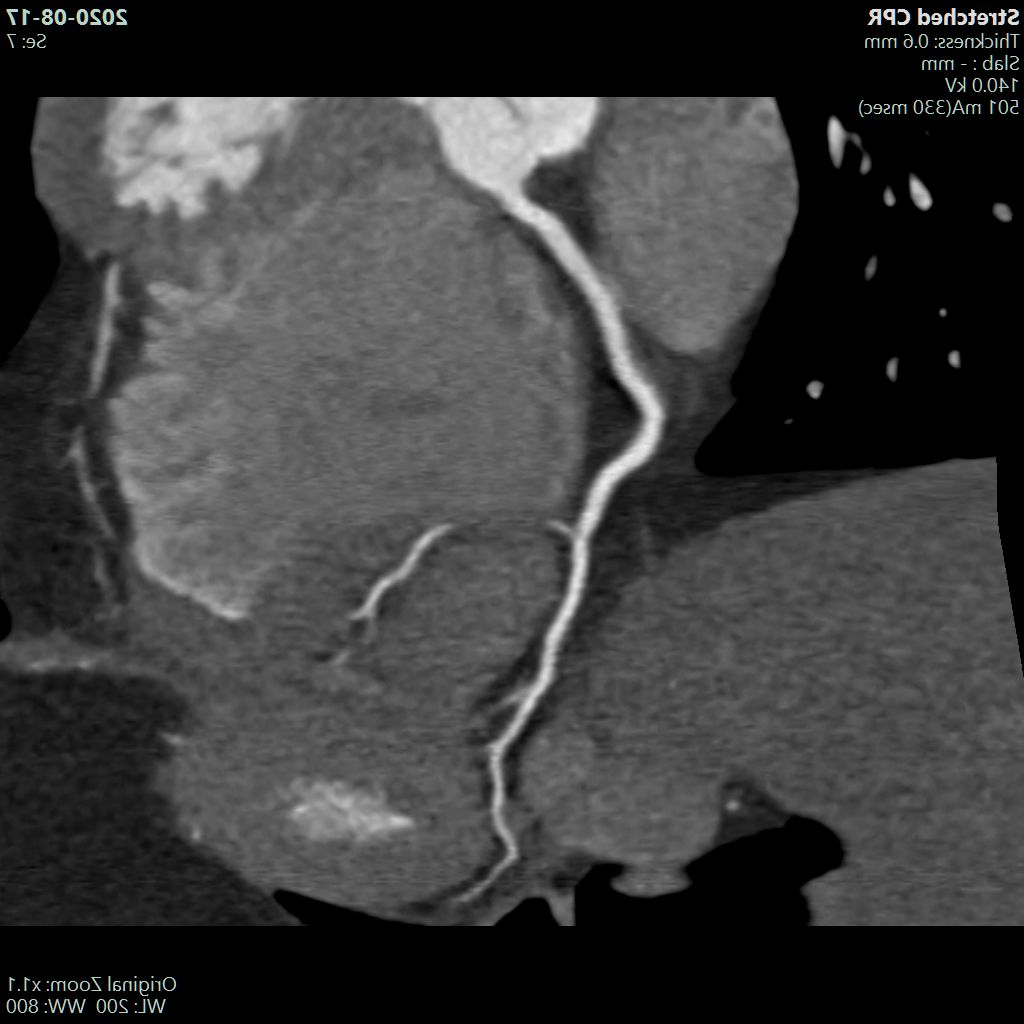 Stretched CPR
Thickness: 0.6 mm
Slab : - mm
140.0 kV
501 mA(330 msec)
2020-08-17
Se: 7
Original Zoom: x1.1
WL: 200 WW: 800